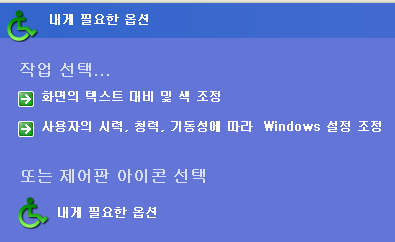 내게 필요한 옵션
작업 선택...
화면의 텍스트 대비 및 색 조정
사용자의 시력, 청력, 기동성에 따라 Windows 설정 조정
또는 제어판 아이콘 선택
내게 필요한 옵션